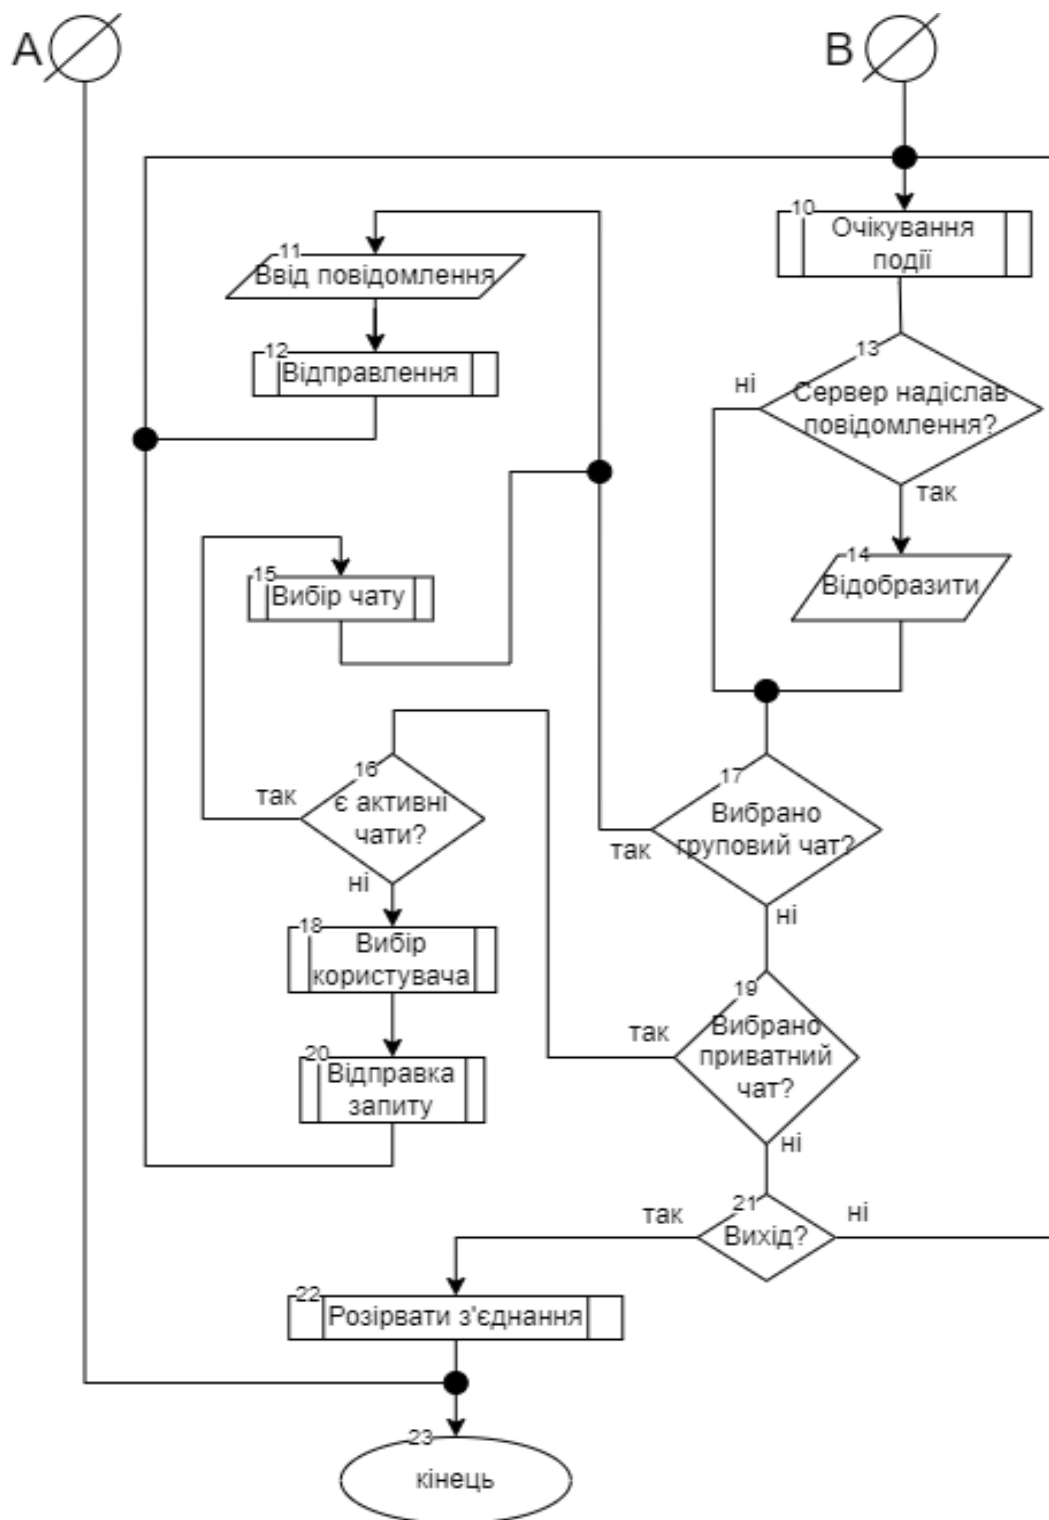 A
B
10
Очікування
події
11
Ввід повідомлення
12
Відправлення
13
ні
Сервер надіслав
повідомлення?
так
14
Відобразити
15
Вибір чату
16
так
є активні
чати?
ні
17
Вибрано
груповий чат?
так
ні
18
Вибір
користувача
19
так
Вибрано
приватний
чат?
ні
20
Відправка
запиту
21
так
Вихід?
ні
22
Розірвати з'єднання
23
кінець